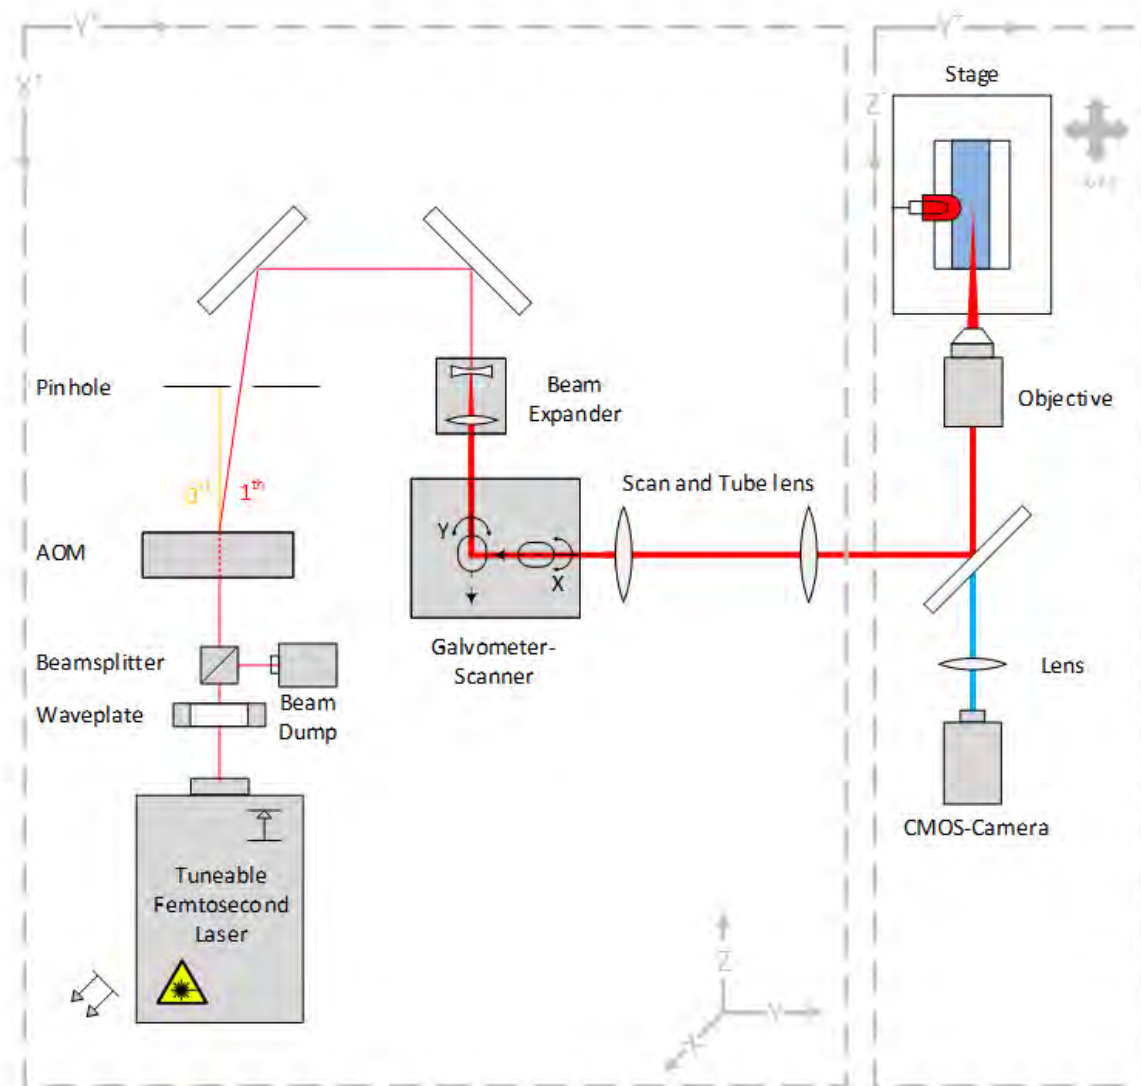 Y
X
Y
Z
Stage
Pinhole
Beam
Expander
Objective
1th
Scan and Tube lens
AOM
Y
X
Galvometer-
Scanner
Beamsplitter
Lens
Waveplate
Beam
Dump
CMOS-Camera
Tuneable
Femtosecond
Laser
Z
Y
X